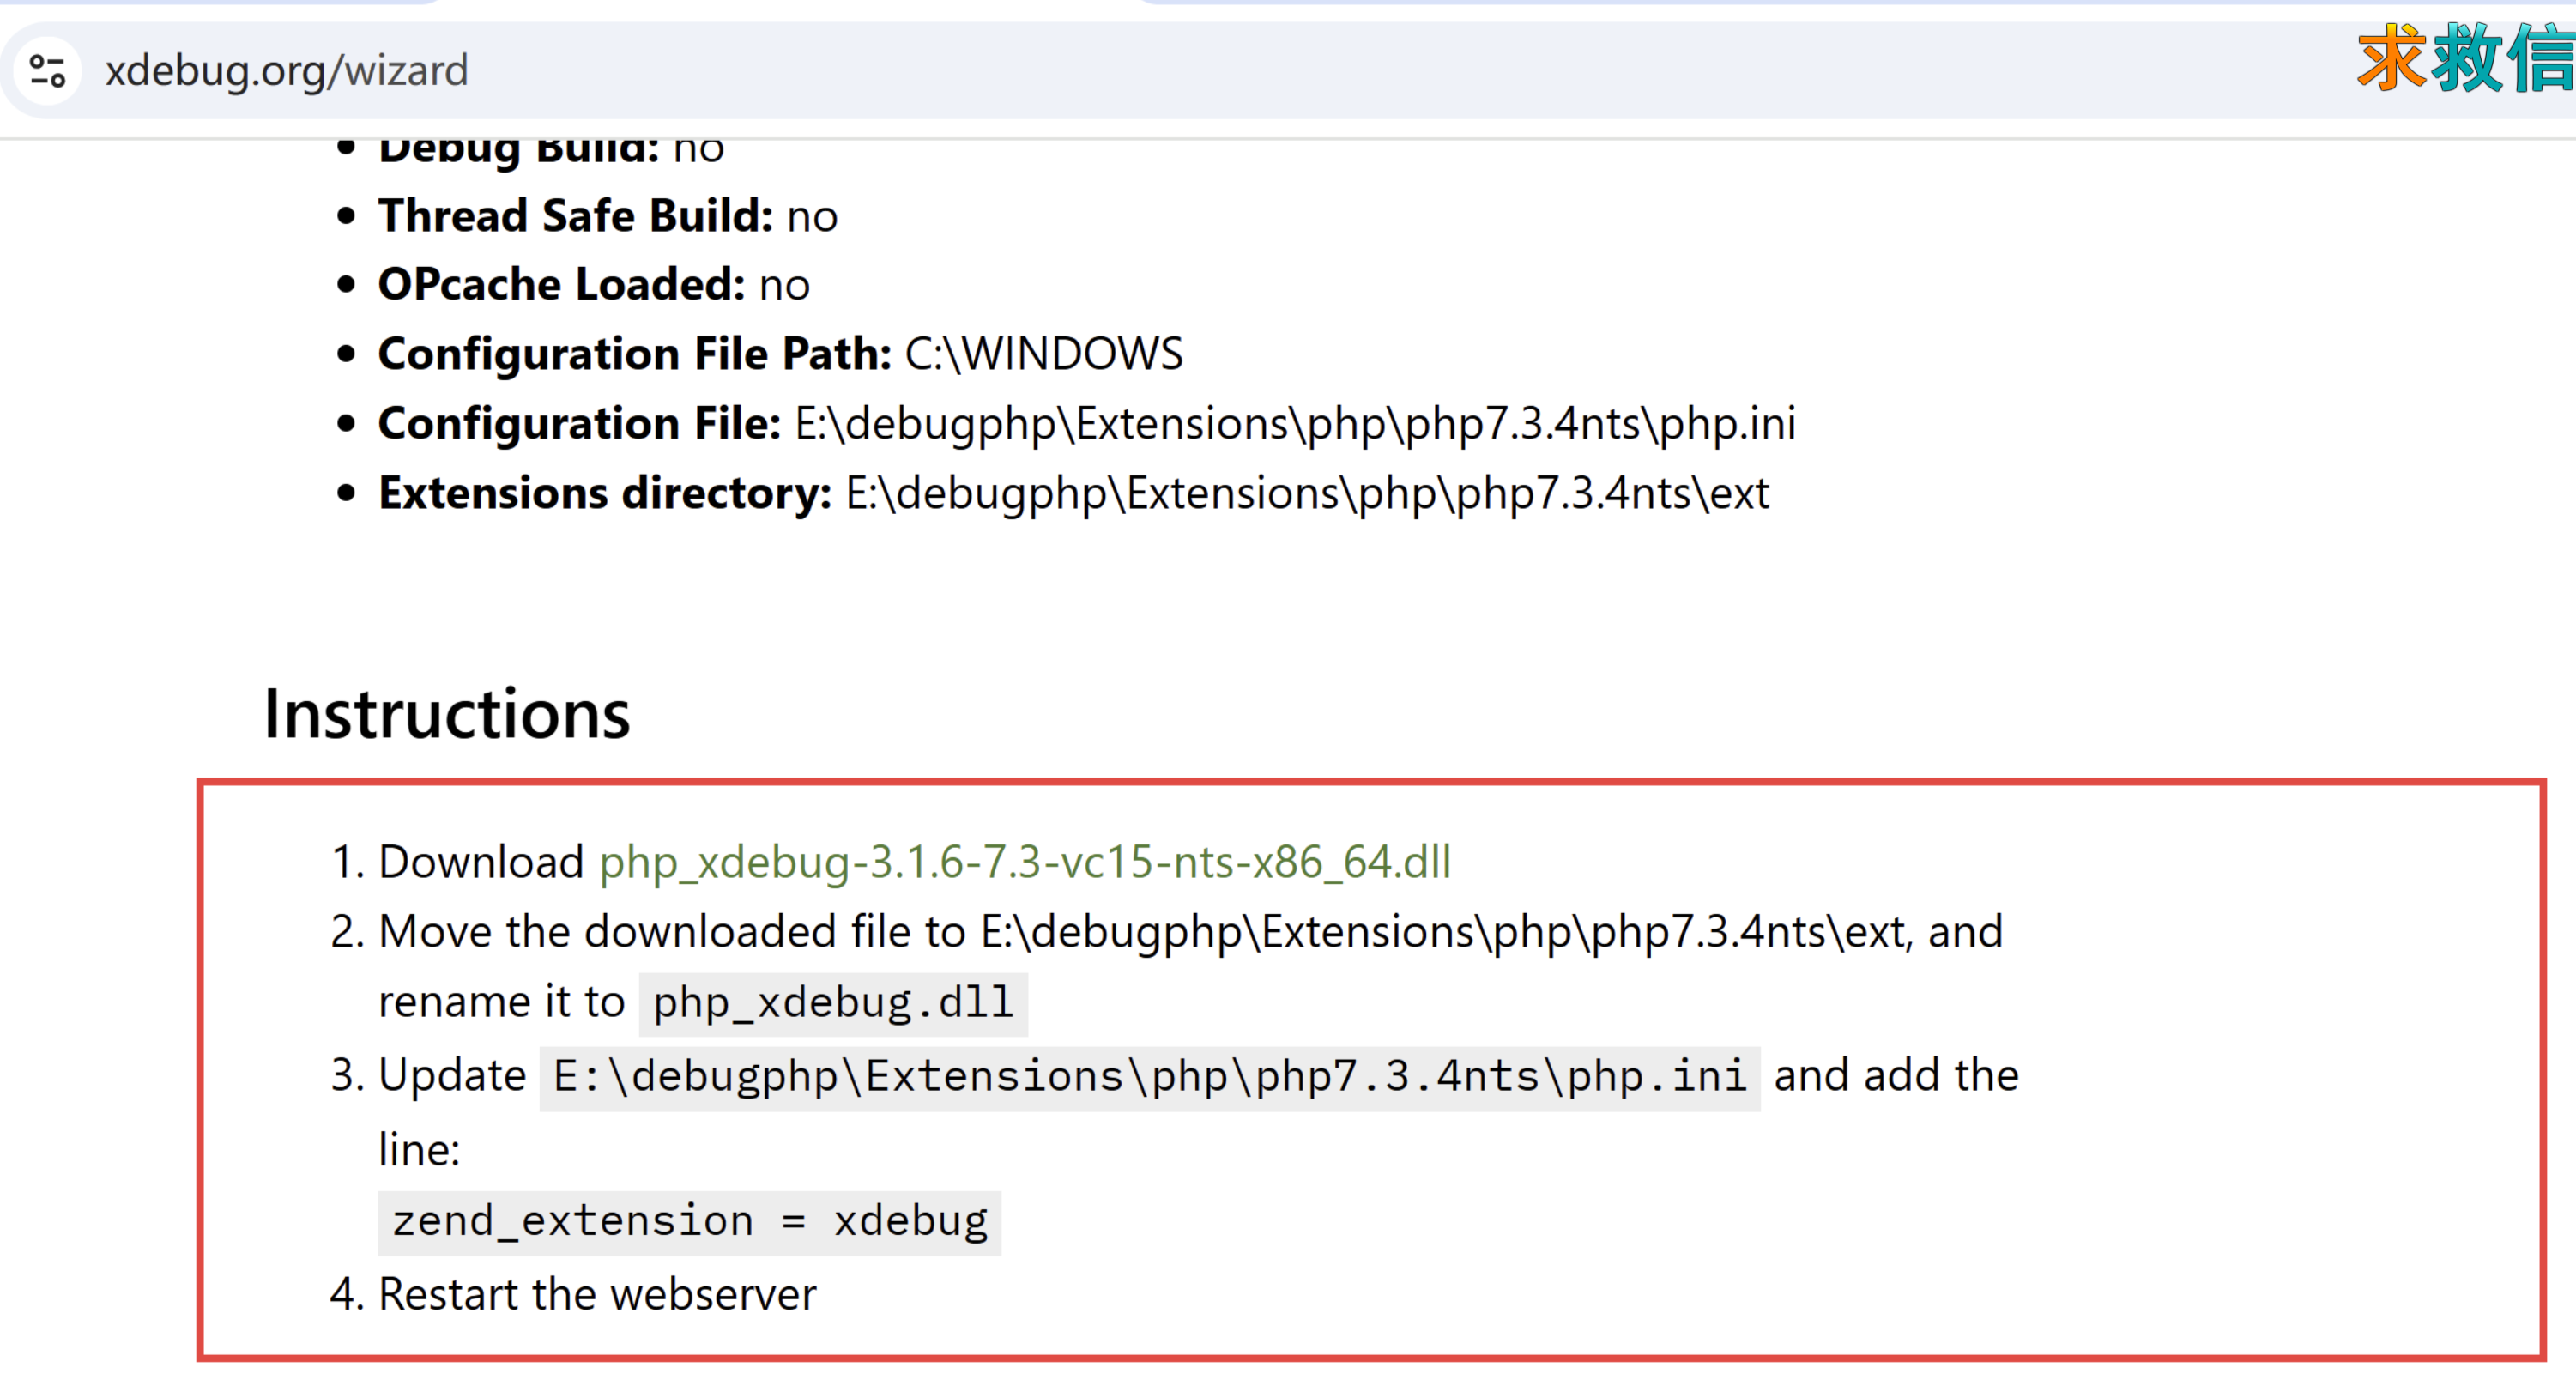 xdebug.org/wizard
求救信
Debug Build: no
Thread Safe Build: no
OPcache Loaded: no
Configuration File Path: C:\WINDOWS
Configuration File: E:\debugphp\Extensions\php\php7.3.4nts\php.ini
Extensions directory: E:\debugphp\Extensions\php\php7.3.4nts\ext
Instructions
1. Download php_xdebug-3.1.6-7.3-vc15-nts-x86_64.dll
2. Move the downloaded file to E:\debugphp\Extensions\php\php7.3.4nts\ext, and
rename it to php_xdebug.dll
3. Update E:\debugphp\Extensions\php\php7.3.4nts\php.ini and add the
line:
zend_extension = xdebug
4. Restart the webserver